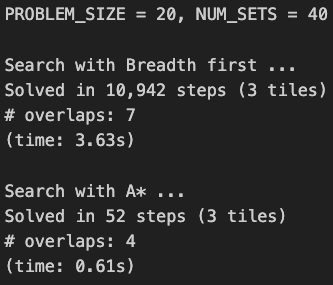 PROBLEM_SIZE = 20, NUM_SETS = 40
Search with Breadth first ...
Solved in 10,942 steps (3 tiles)
# overlaps: 7
(time: 3.63s)
Search with A* ...
Solved in 52 steps (3 tiles)
# overlaps: 4
(time: 0.61s)